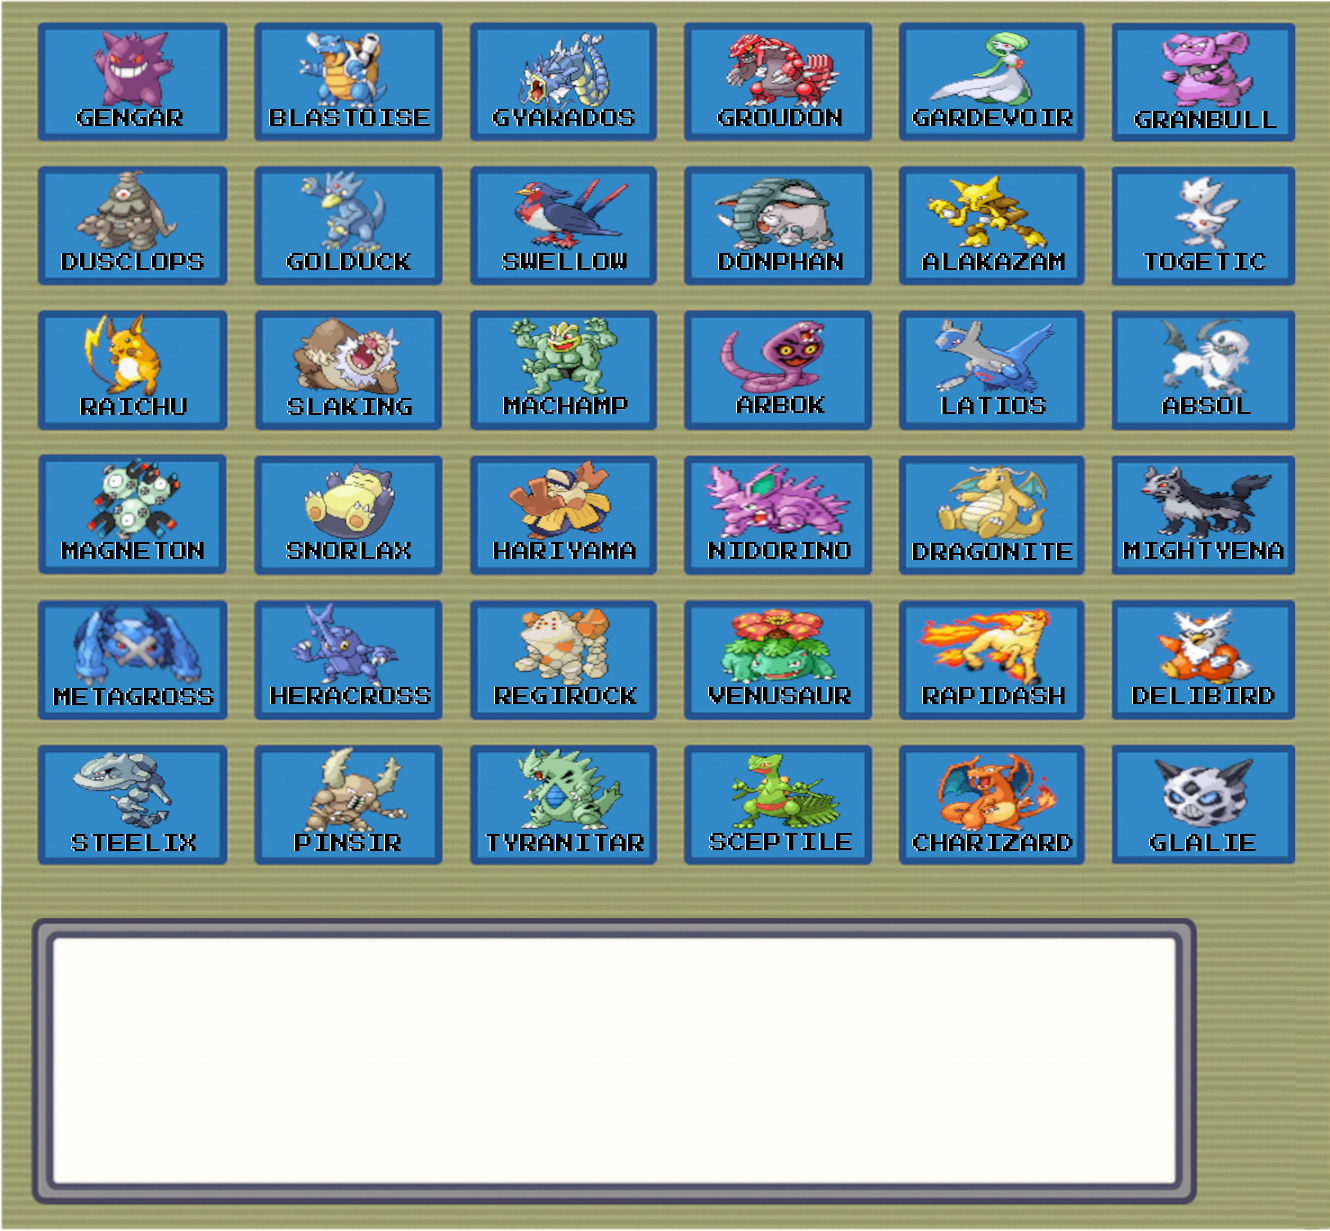 GENGAR BLASTOISE GYARADOS GROUDON GARDEVOIR GRANBULL
DUSCLOPS GOLDUCK SWELLOW DONPHAN ALAKAZAM TOGETIC
RAICHU SLAKING MACHAMP ARBOK LATIOS ABSOL
MAGNETON SNORLAX HARIYAMA NIDORINO DRAGONITE MIGHTYENA
METAGROSS HERACROSS REGIROCK VENUSAUR RAPIDASH DELIBIRD
STEELIX PINSIR TYRANITAR SCEPTILE CHARIZARD GLALIE